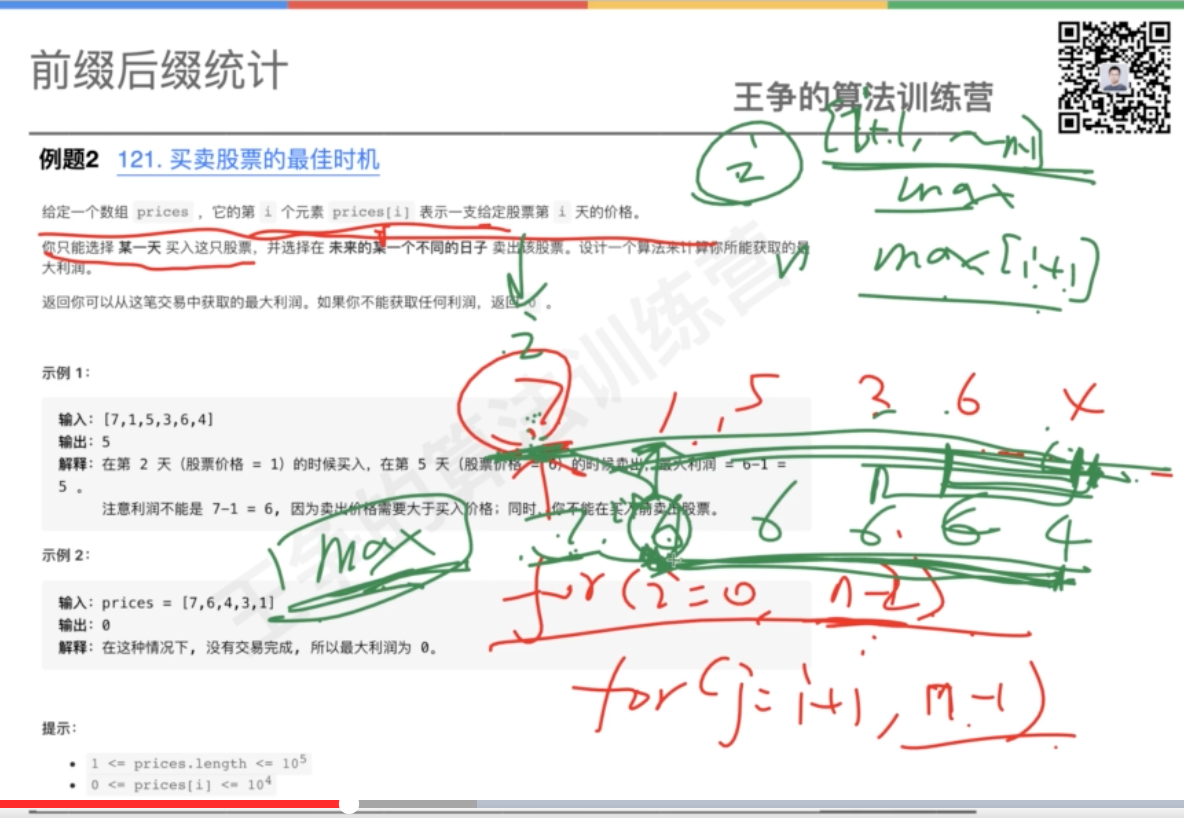 前缀后缀统计
王争的算法训练营
例题2 121. 买卖股票的最佳时机
i
[i+1, ~n-1]
max
max[i+1]
给定一个数组 prices ，它的第 i 个元素 prices[i] 表示一支给定股票第 i 天的价格。
你只能选择 某一天 买入这只股票，并选择在 未来的某一个不同的日子 卖出该股票。设计一个算法来计算你所能获取的最
大利润。
返回你可以从这笔交易中获取的最大利润。如果你不能获取任何利润，返回 0 。
i
7 1, 5 3 6 4
示例 1：
输入：[7,1,5,3,6,4]
输出：5
解释：在第 2 天（股票价格 = 1）的时候买入，在第 5 天（股票价格 = 6）的时候卖出，最大利润 = 6-1 =
5 。
注意利润不能是 7-1 = 6, 因为卖出价格需要大于买入价格；同时，你不能在买入前卖出股票。
7 6 6 6 6 4
max
示例 2：
输入：prices = [7,6,4,3,1]
输出：0
解释：在这种情况下, 没有交易完成, 所以最大利润为 0。
for(i=0, n-2)
for(j=i+1, n-1)
提示：
1 <= prices.length <= 10^5
0 <= prices[i] <= 10^4
王争的算法训练营